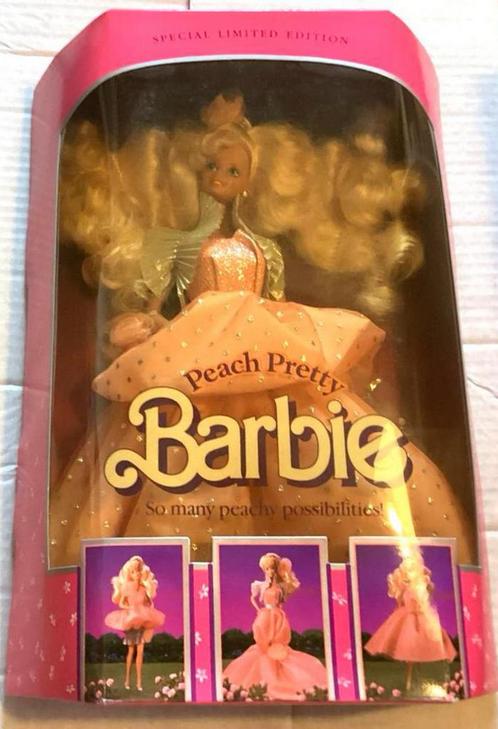 SPECIAL LIMITED EDITION
Peach Pretty
Barbie
So many peachy possibilities!